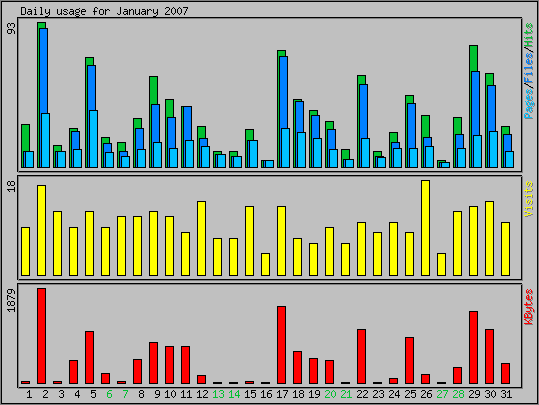 Daily usage for January 2007
93
Pages/Files/Hits
18
Visits
1879
KBytes
1 2 3 4 5 6 7 8 9 10 11 12 13 14 15 16 17 18 19 20 21 22 23 24 25 26 27 28 29 30 31